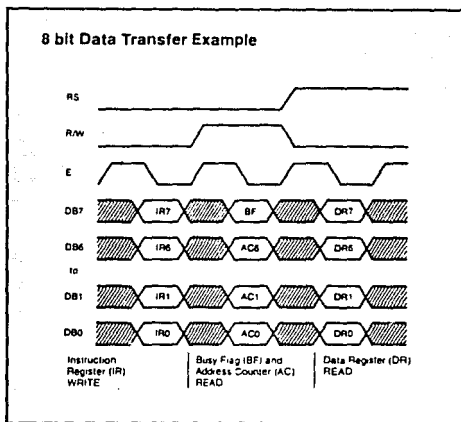 8 bit Data Transfer Example
RS
R/W
E
DB7 IR7 BF DR7
DB6 IR6 AC6 DR6
to
DB1 IR1 AC1 DR1
DB0 IR0 AC0 DR0
Instruction Busy Flag (BF) and Data Register (DR)
Register (IR) Address Counter (AC) READ
WRITE READ